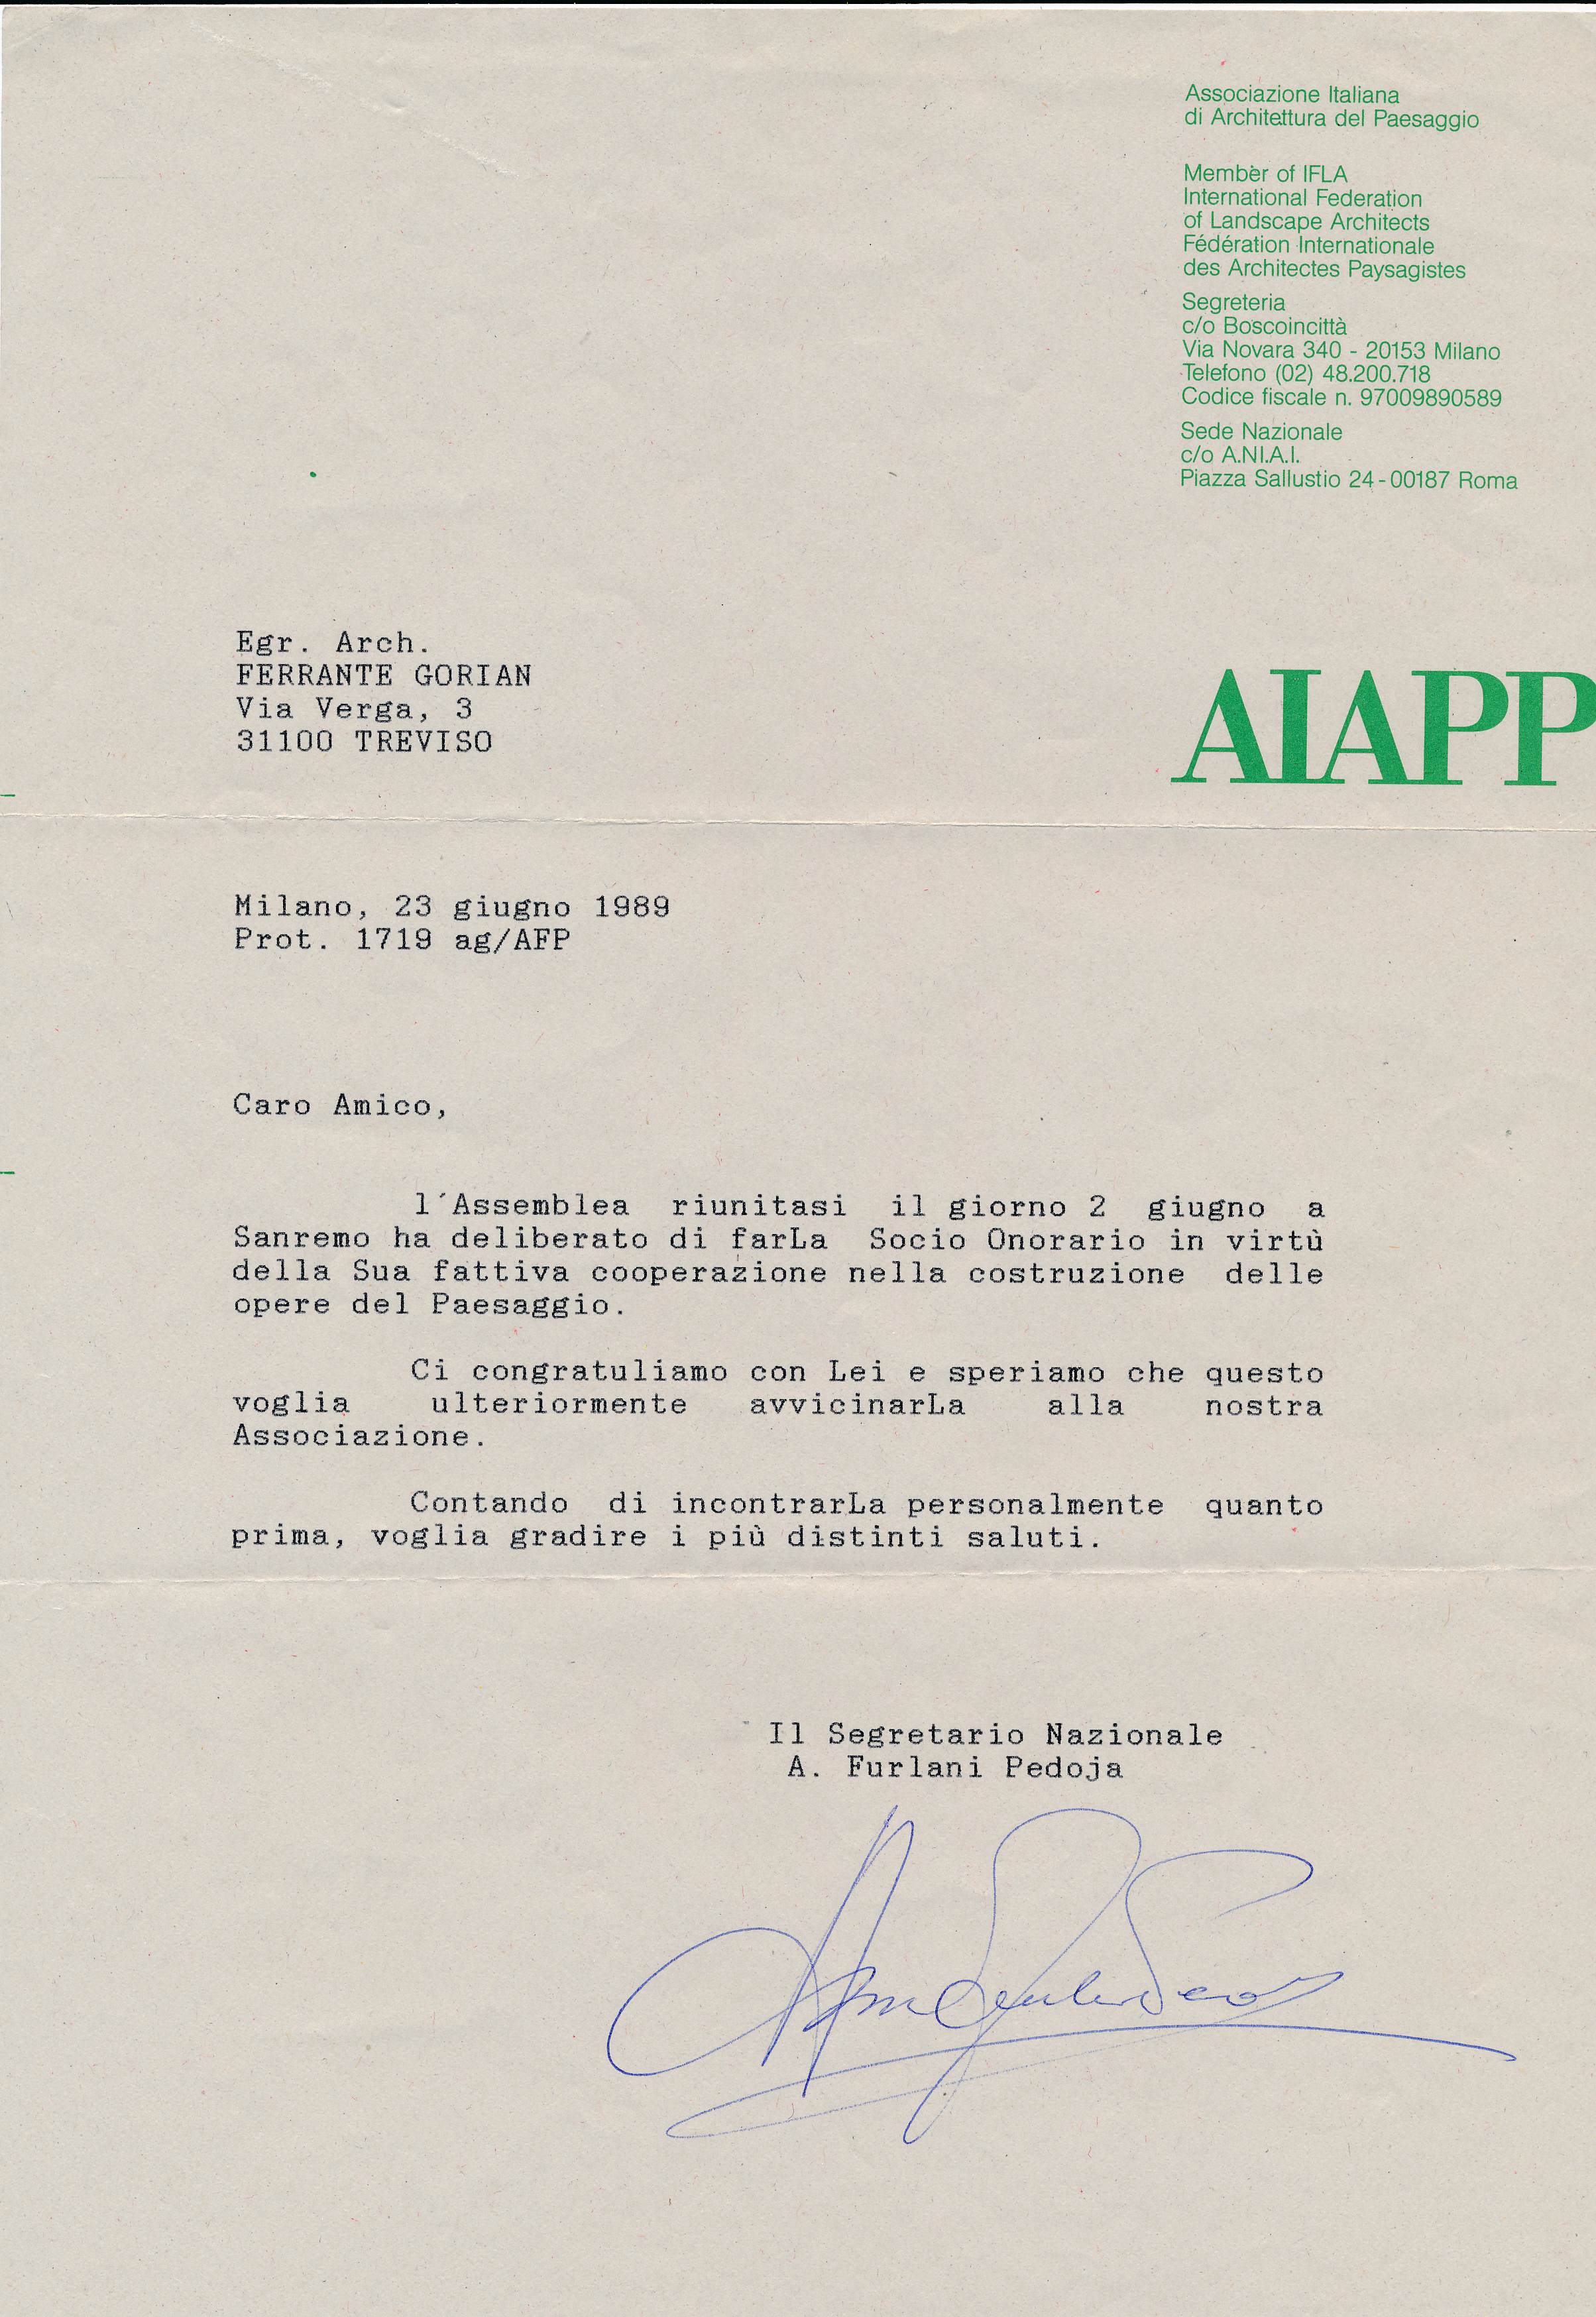 Associazione Italiana
di Architettura del Paesaggio
Member of IFLA
International Federation
of Landscape Architects
Fédération Internationale
des Architectes Paysagistes
Segreteria
c/o Boscoincittà
Via Novara 340 - 20153 Milano
Telefono (02) 48.200.718
Codice fiscale n. 97009890589
Sede Nazionale
c/o A.NI.A.I.
Piazza Sallustio 24-00187 Roma
Egr. Arch.
FERRANTE GORIAN
Via Verga, 3
31100 TREVISO
AIAPP
Milano, 23 giugno 1989
Prot. 1719 ag/AFP
Caro Amico,
l´Assemblea riunitasi il giorno 2 giugno a
Sanremo ha deliberato di farLa Socio Onorario in virtù
della Sua fattiva cooperazione nella costruzione delle
opere del Paesaggio.
Ci congratuliamo con Lei e speriamo che questo
voglia ulteriormente avvicinarLa alla nostra
Associazione.
Contando di incontrarLa personalmente quanto
prima, voglia gradire i più distinti saluti.
Il Segretario Nazionale
A. Furlani Pedoja